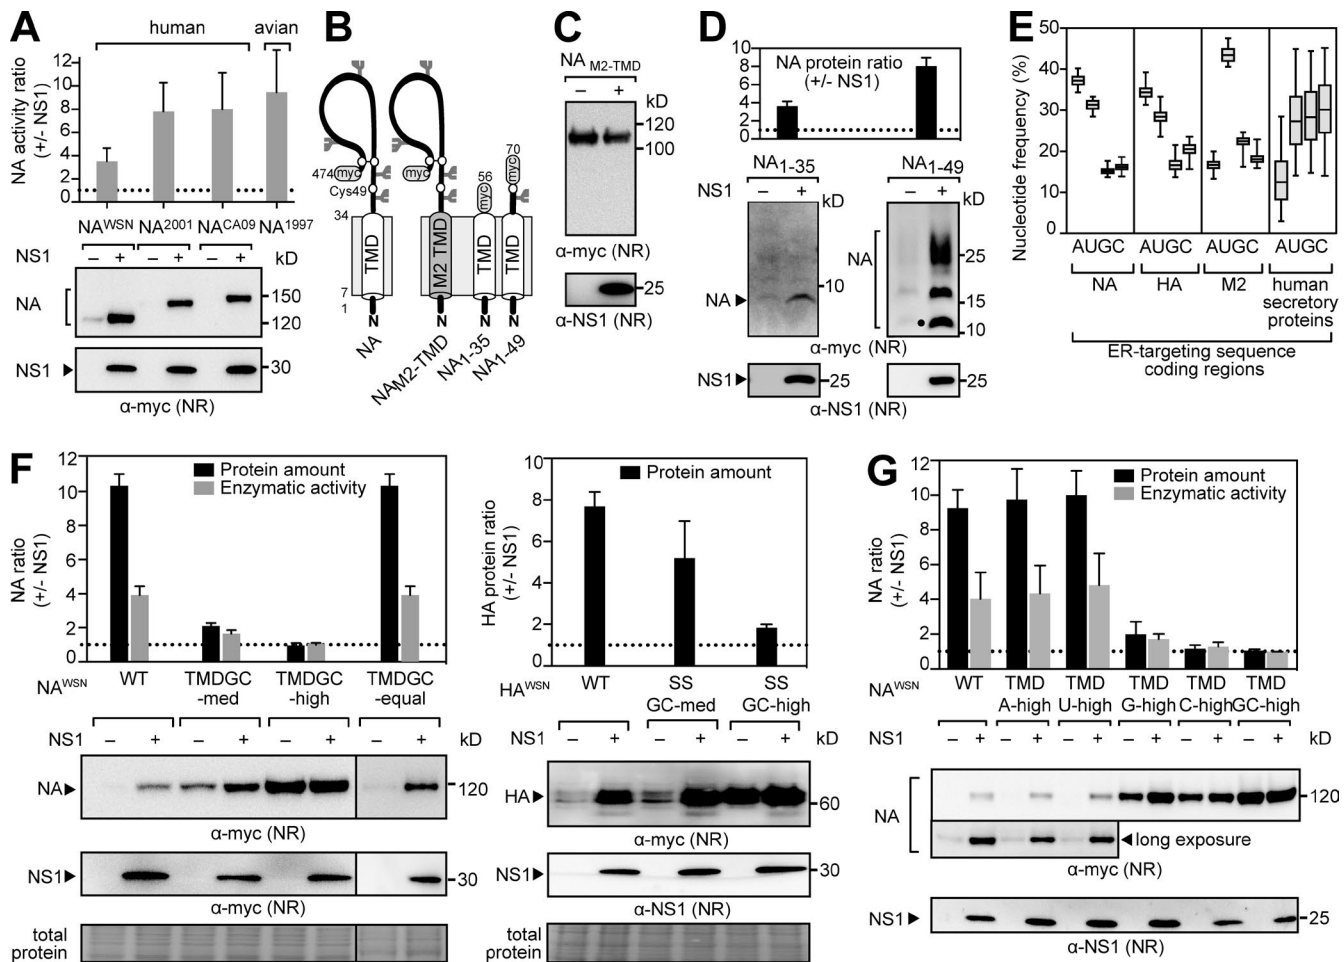 A
human
avian
NA activity ratio
(+/- NS1)
12
10
8
6
4
2
0
NA^WSN NA^2001 NA^CA09 NA^1997
NS1 – + – + – + kD
NA
150
120
NS1
30
α-myc (NR)
B
474 myc
Cys49
myc
56
myc
70
myc
34
7
1
TMD
M2 TMD
TMD
TMD
N N N N
NA
NA M2-TMD
NA1-35
NA1-49
C
NA M2-TMD
– + kD
120
100
α-myc (NR)
25
α-NS1 (NR)
D
10
8
6
4
2
0
NA protein ratio
(+/- NS1)
NA 1-35
NA 1-49
NS1 – + kD – + kD
NA
10
NA
25
15
10
α-myc (NR)
NS1
25
25
α-NS1 (NR)
E
Nucleotide frequency (%)
50
40
30
20
10
0
AUGC AUGC AUGC AUGC
NA HA M2 human
secretory
proteins
ER-targeting sequence
coding regions
F
NA ratio
(+/- NS1)
12
10
8
6
4
2
0
Protein amount
Enzymatic activity
NA^WSN WT TMDGC
-med
TMDGC
-high
TMDGC
-equal
NS1 – + – + – + – + kD
NA
120
α-myc (NR)
NS1
30
α-myc (NR)
total
protein
HA protein ratio
(+/- NS1)
10
8
6
4
2
0
Protein amount
HA^WSN WT SS
GC-med
SS
GC-high
NS1 – + – + – + kD
HA
60
α-myc (NR)
NS1
30
α-NS1 (NR)
total
protein
G
NA ratio
(+/- NS1)
12
10
8
6
4
2
0
Protein amount
Enzymatic activity
NA^WSN WT TMD TMD TMD TMD TMD
A-high U-high G-high C-high GC-high
NS1 – + – + – + – + – + – + kD
NA
120
long exposure
α-myc (NR)
NS1
25
α-NS1 (NR)